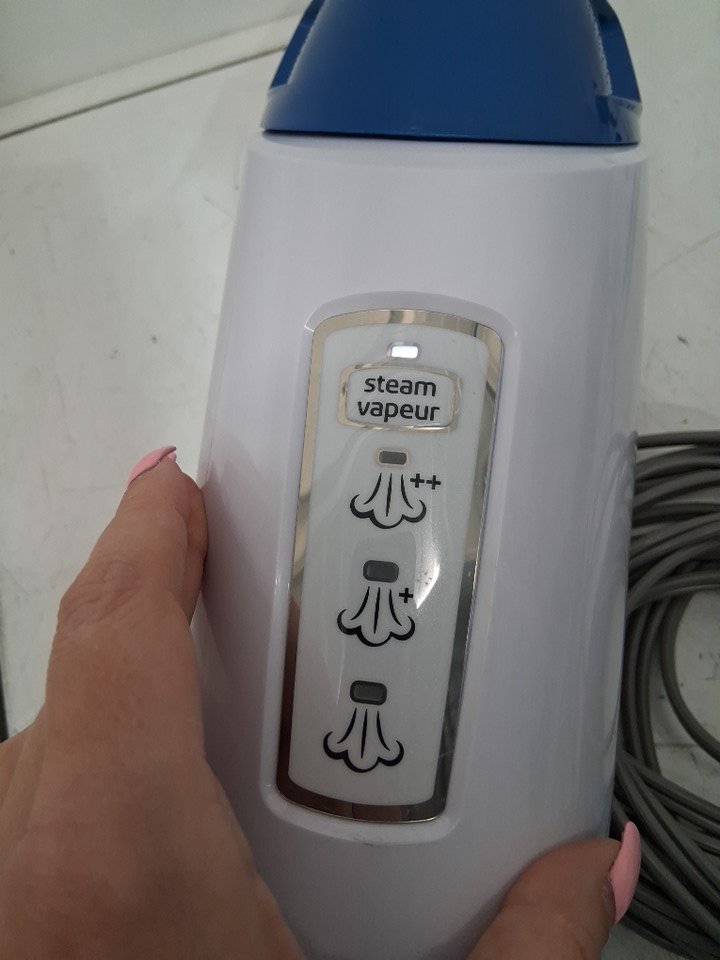 steam
vapeur
++
+